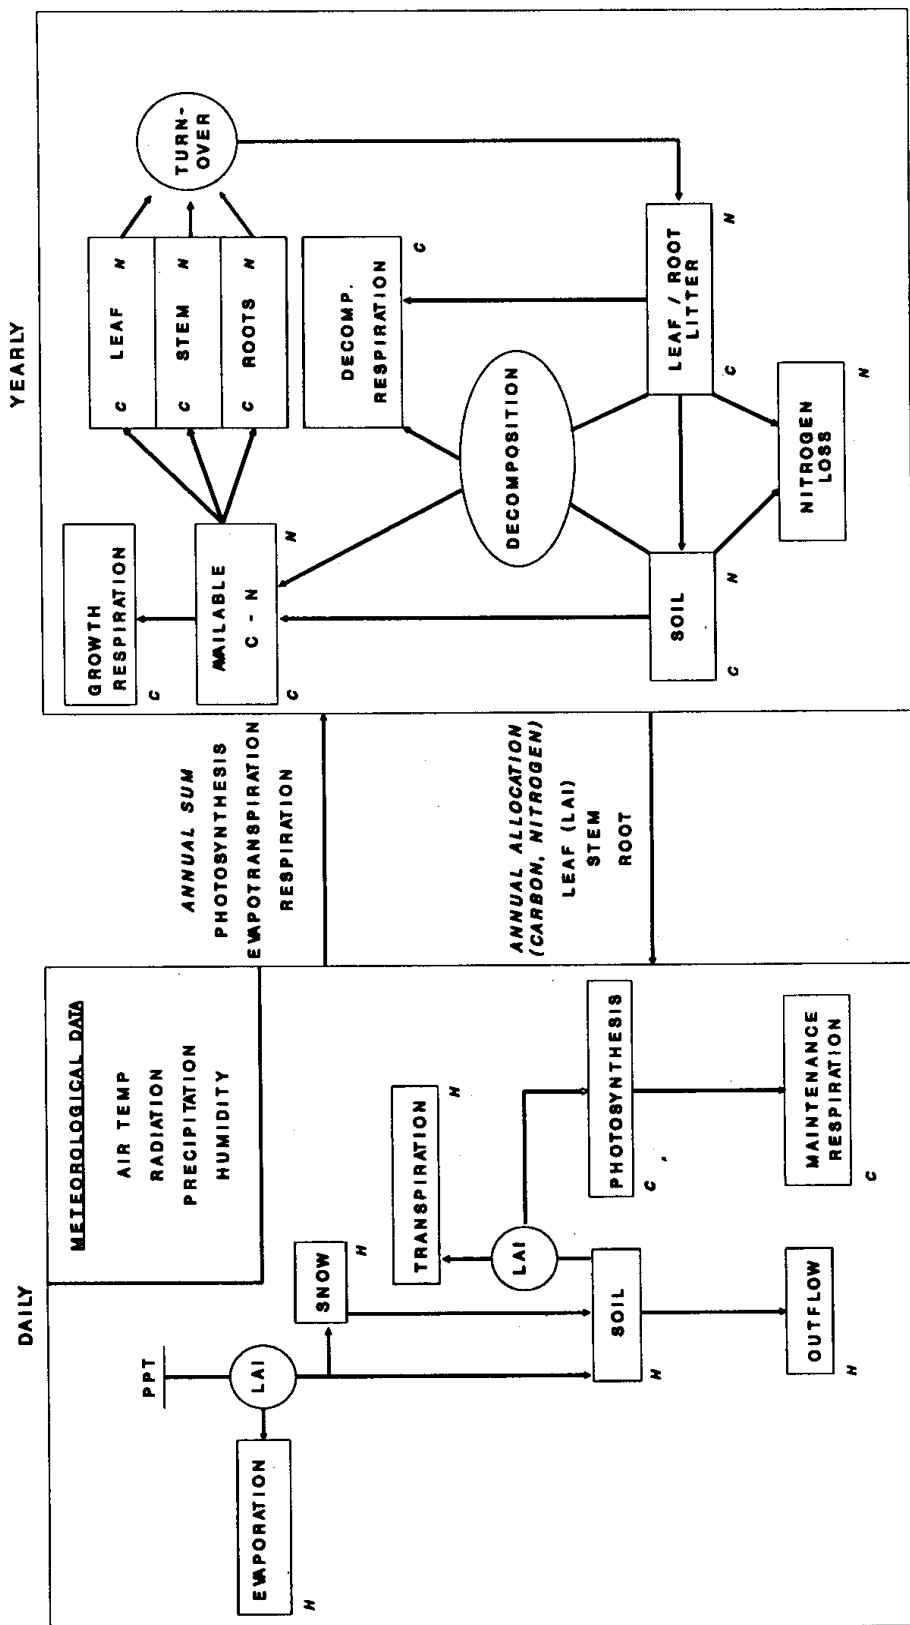 DAILY
METEOROLOGICAL DATA
AIR TEMP
RADIATION
PRECIPITATION
HUMIDITY
PPT
LAI
EVAPORATION
H
SNOW
H
TRANSPIRATION
H
LAI
SOIL
H
PHOTOSYNTHESIS
C
OUTFLOW
H
MAINTENANCE
RESPIRATION
C
ANNUAL SUM
PHOTOSYNTHESIS
EVAPOTRANSPIRATION
RESPIRATION
ANNUAL ALLOCATION
(CARBON, NITROGEN)
LEAF (LAI)
STEM
ROOT
YEARLY
GROWTH
RESPIRATION
C
AVAILABLE
C - N
C
N
C LEAF N
C STEM N
C ROOTS N
TURN-
OVER
DECOMP.
RESPIRATION
C
DECOMPOSITION
SOIL
C
N
LEAF / ROOT
LITTER
C
N
NITROGEN
LOSS
N